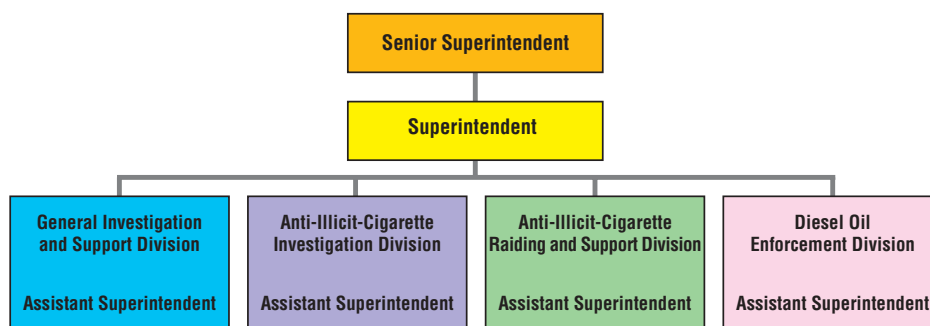 Senior Superintendent
Superintendent
General Investigation
and Support Division
Assistant Superintendent
Anti-Illicit-Cigarette
Investigation Division
Assistant Superintendent
Anti-Illicit-Cigarette
Raiding and Support Division
Assistant Superintendent
Diesel Oil
Enforcement Division
Assistant Superintendent